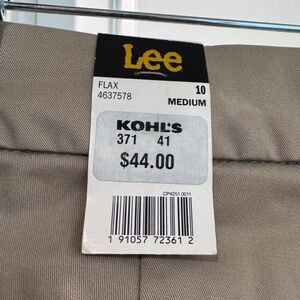 Lee
FLAX 10
4637578 MEDIUM
KOHL'S
371 41
$44.00
CP4251 0011
1 91057 72361 2